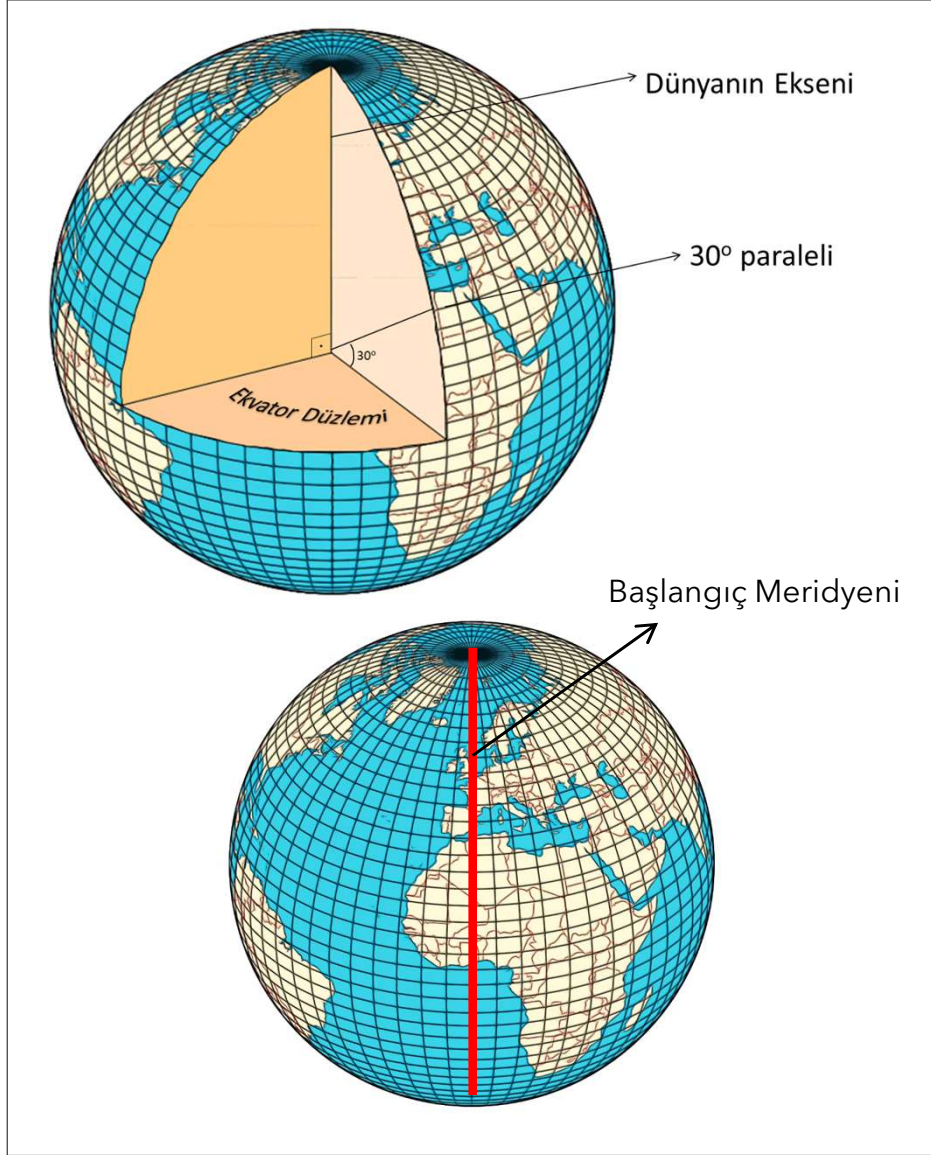 Dünyanın Ekseni
30° paraleli
30°
Ekvator Düzlemi
Başlangıç Meridyeni